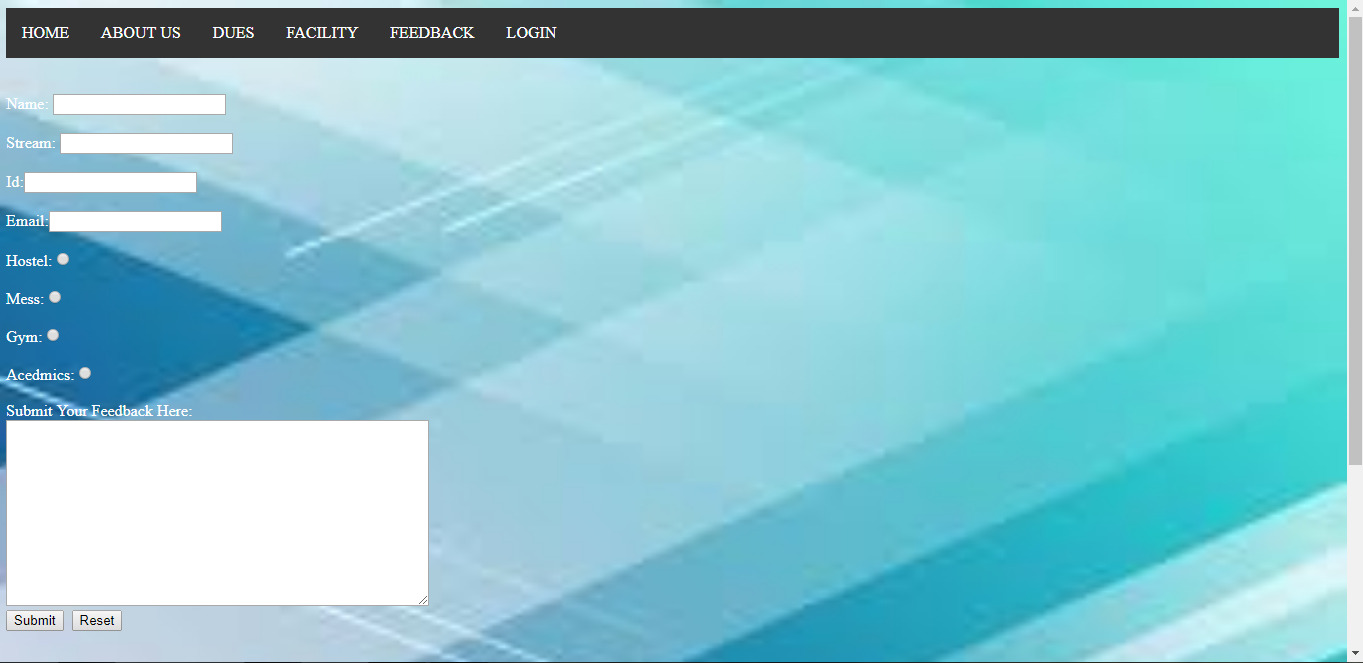 HOME ABOUT US DUES FACILITY FEEDBACK LOGIN
Name:
Stream:
Id:
Email:
Hostel:
Mess:
Gym:
Acedmics:
Submit Your Feedback Here:
Submit Reset